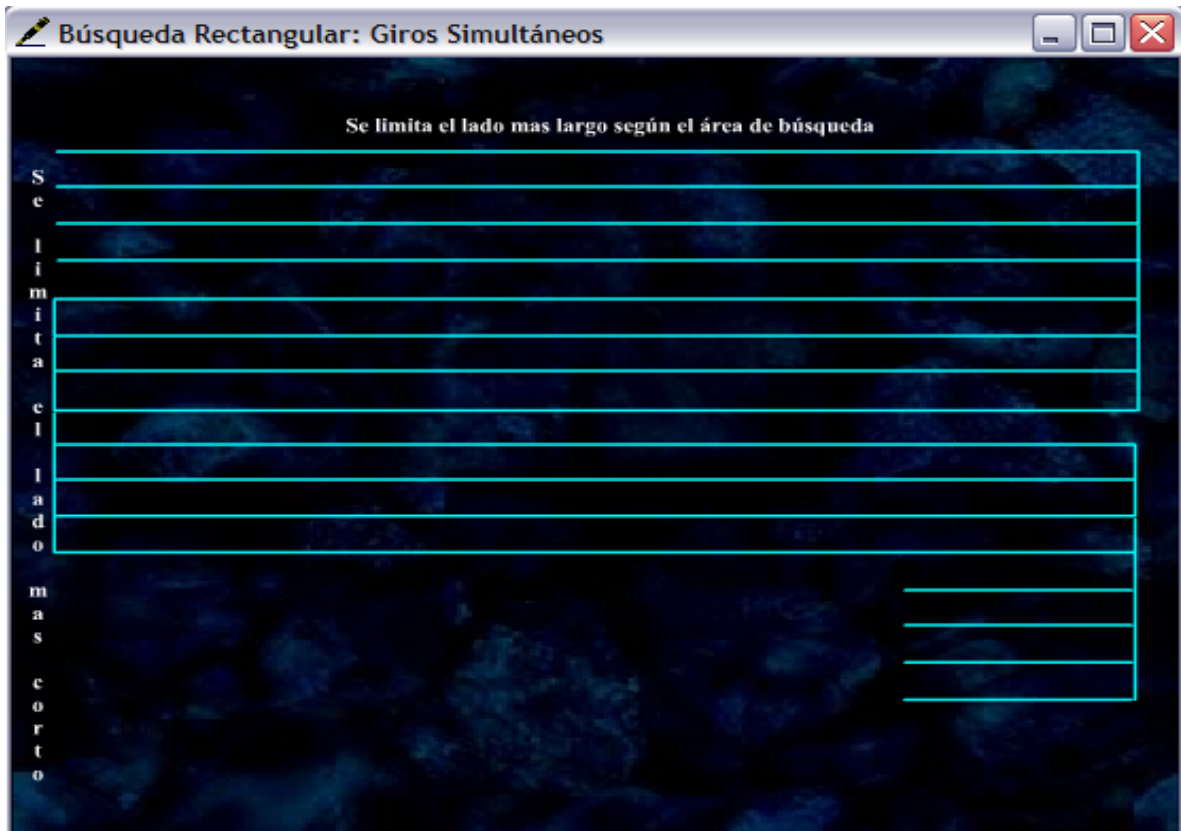 Búsqueda Rectangular: Giros Simultáneos
Se limita el lado mas largo según el área de búsqueda
Se limita el lado mas corto